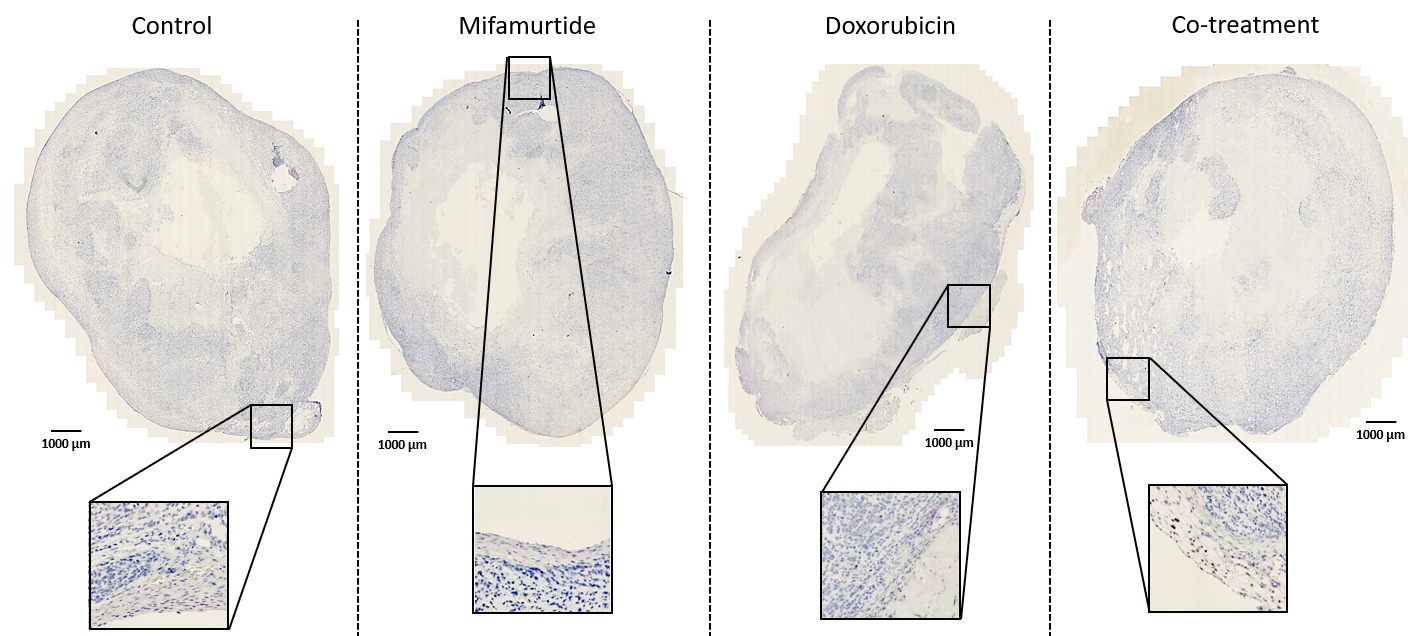 Control
Mifamurtide
Doxorubicin
Co-treatment
1000 µm
1000 µm
1000 µm
1000 µm